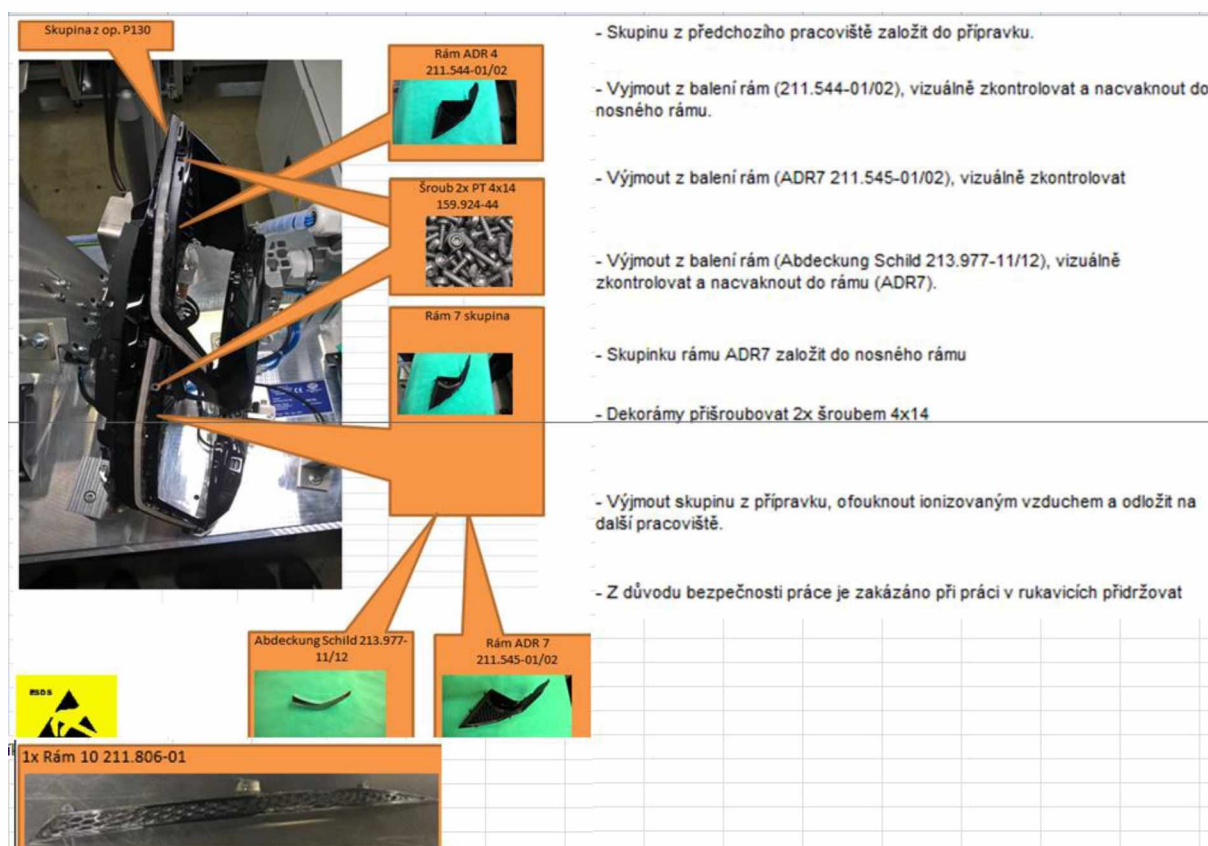 Skupina z op. P130
Rám ADR 4
211.544-01/02
Šroub 2x PT 4x14
159.924-44
Rám 7 skupina
Abdeckung Schild 213.977-
11/12
Rám ADR 7
211.545-01/02
ESDS
1x Rám 10 211.806-01
- Skupinu z předchozího pracoviště založit do přípravku.
- Vyjmout z balení rám (211.544-01/02), vizuálně zkontrolovat a nacvaknout do
nosného rámu.
- Výjmout z balení rám (ADR7 211.545-01/02), vizuálně zkontrolovat
- Výjmout z balení rám (Abdeckung Schild 213.977-11/12), vizuálně
zkontrolovat a nacvaknout do rámu (ADR7).
- Skupinku rámu ADR7 založit do nosného rámu
- Dekorámy přišroubovat 2x šroubem 4x14
- Výjmout skupinu z přípravku, ofouknout ionizovaným vzduchem a odložit na
další pracoviště.
- Z důvodu bezpečnosti práce je zakázáno při práci v rukavicích přidržovat